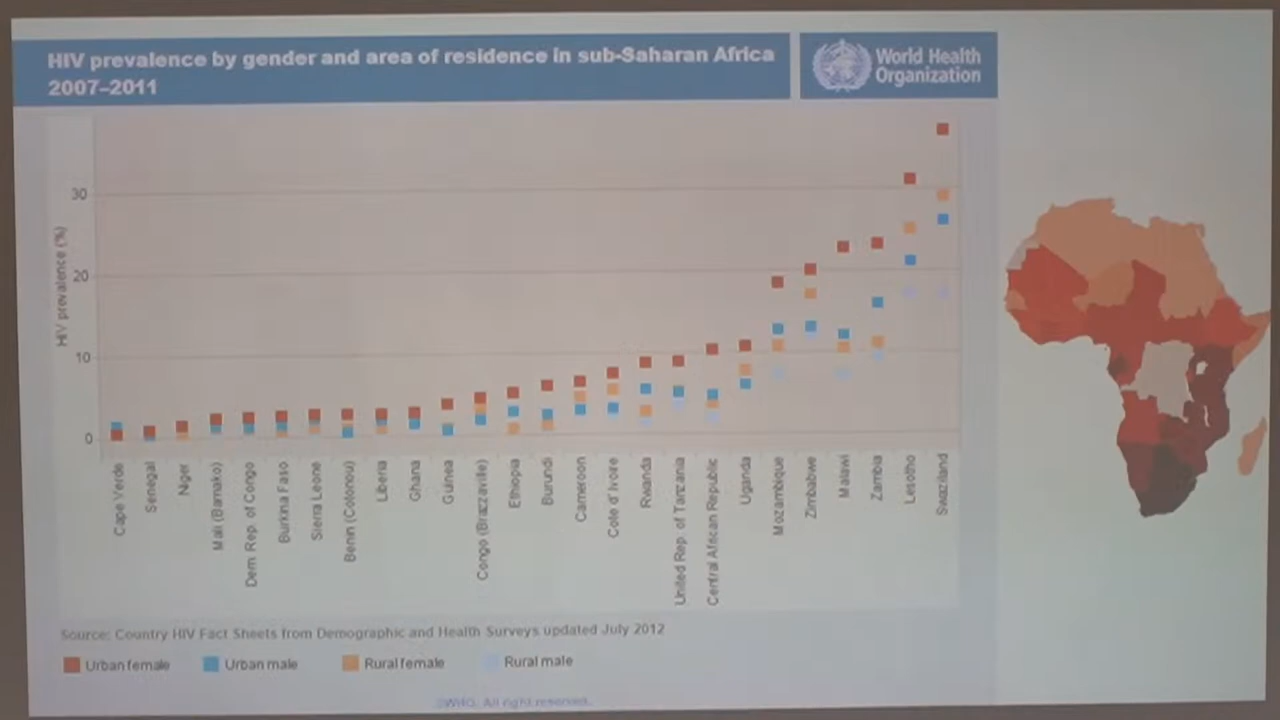 HIV prevalence by gender and area of residence in sub-Saharan Africa
2007–2011
World Health
Organization
HIV prevalence (%)
30
20
10
0
Cape Verde
Senegal
Niger
Mali (Bamako)
Dem. Rep. of Congo
Burkina Faso
Sierra Leone
Benin (Cotonou)
Liberia
Ghana
Guinea
Congo (Brazzaville)
Ethiopia
Burundi
Cameroon
Cote d'Ivoire
Rwanda
United Rep. of Tanzania
Central African Republic
Uganda
Mozambique
Zimbabwe
Malawi
Zambia
Lesotho
Swaziland
Source: Country HIV Fact Sheets from Demographic and Health Surveys updated July 2012
Urban female Urban male Rural female Rural male
©WHO. All right reserved.